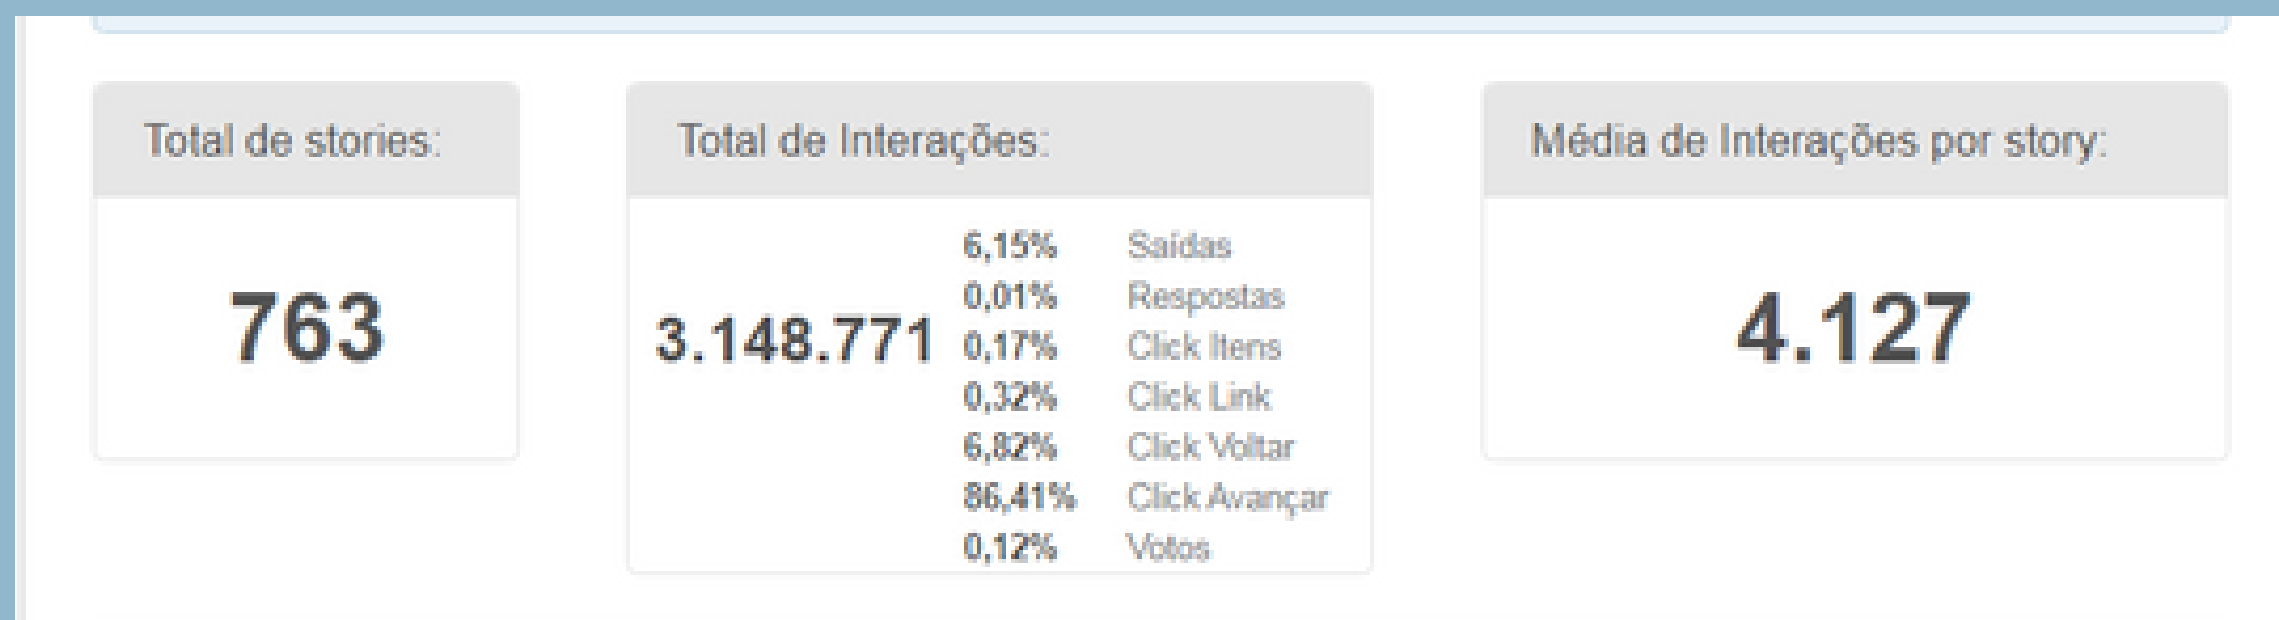 Total de stories:
763
Total de Interações:
3.148.771
6,15% Saídas
0,01% Respostas
0,17% Click Itens
0,32% Click Link
6,82% Click Voltar
86,41% Click Avançar
0,12% Votos
Média de Interações por story:
4.127